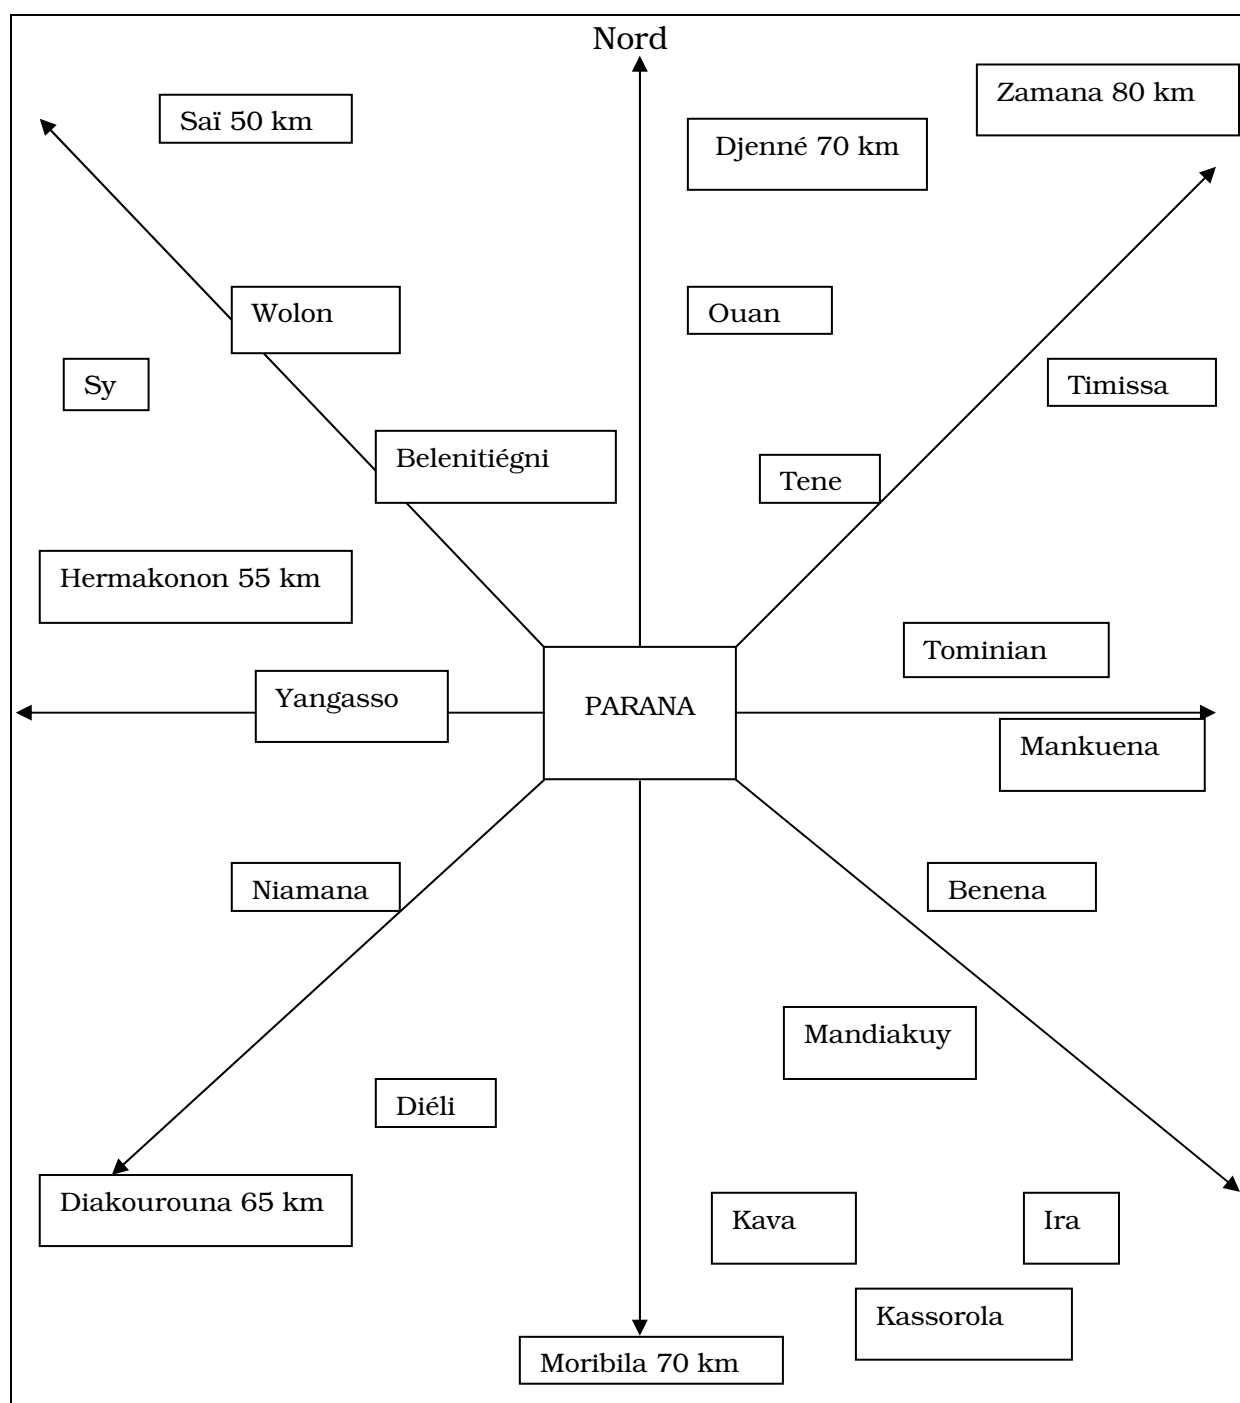 Nord
Zamana 80 km
Saï 50 km
Djenné 70 km
Wolon
Ouan
Sy
Timissa
Belenitiégni
Tene
Hermakonon 55 km
Tominian
Yangasso
PARANA
Mankuena
Niamana
Benena
Mandiakuy
Diéli
Diakourouna 65 km
Kava
Ira
Kassorola
Moribila 70 km